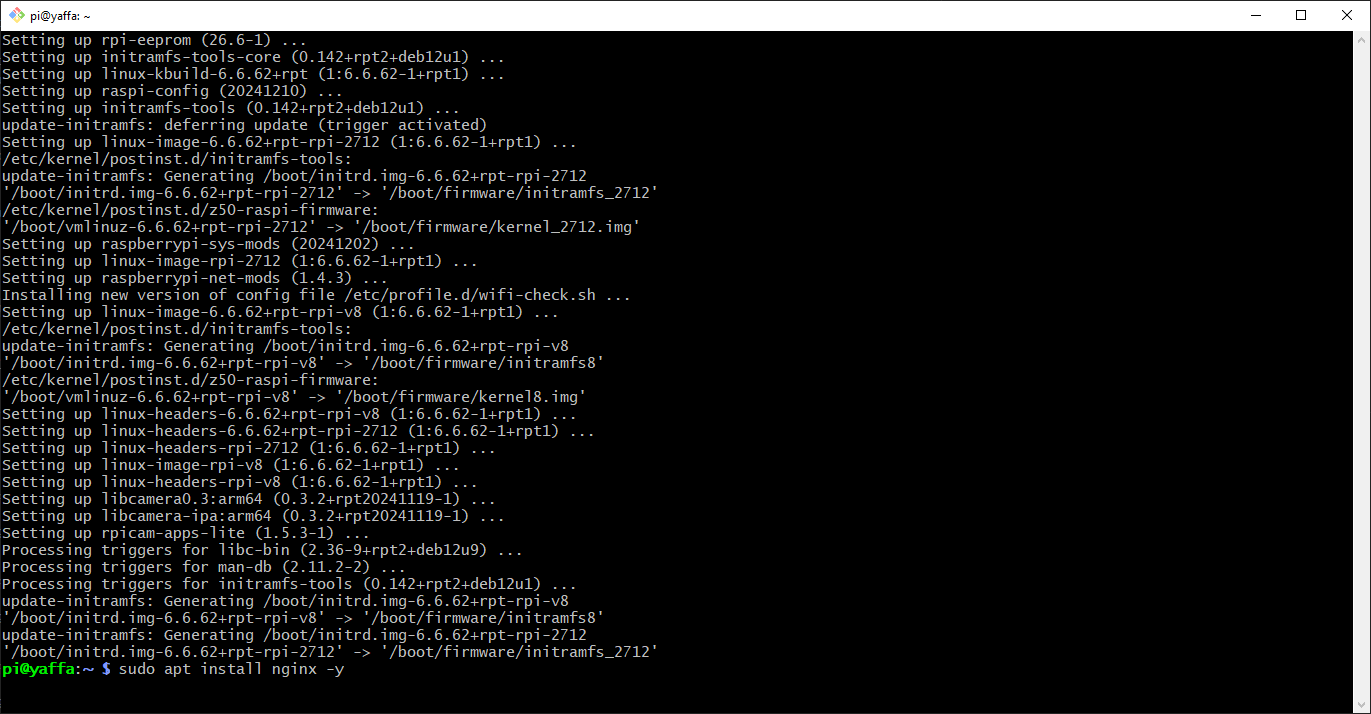 pi@yaffa: ~
Setting up rpi-eeprom (26.6-1) ...
Setting up initramfs-tools-core (0.142+rpt2+deb12u1) ...
Setting up linux-kbuild-6.6.62+rpt (1:6.6.62-1+rpt1) ...
Setting up raspi-config (20241210) ...
Setting up initramfs-tools (0.142+rpt2+deb12u1) ...
update-initramfs: deferring update (trigger activated)
Setting up linux-image-6.6.62+rpt-rpi-2712 (1:6.6.62-1+rpt1) ...
/etc/kernel/postinst.d/initramfs-tools:
update-initramfs: Generating /boot/initrd.img-6.6.62+rpt-rpi-2712
'/boot/initrd.img-6.6.62+rpt-rpi-2712' -> '/boot/firmware/initramfs_2712'
/etc/kernel/postinst.d/z50-raspi-firmware:
'/boot/vmlinuz-6.6.62+rpt-rpi-2712' -> '/boot/firmware/kernel_2712.img'
Setting up raspberrypi-sys-mods (20241202) ...
Setting up linux-image-rpi-2712 (1:6.6.62-1+rpt1) ...
Setting up raspberrypi-net-mods (1.4.3) ...
Installing new version of config file /etc/profile.d/wifi-check.sh ...
Setting up linux-image-6.6.62+rpt-rpi-v8 (1:6.6.62-1+rpt1) ...
/etc/kernel/postinst.d/initramfs-tools:
update-initramfs: Generating /boot/initrd.img-6.6.62+rpt-rpi-v8
'/boot/initrd.img-6.6.62+rpt-rpi-v8' -> '/boot/firmware/initramfs8'
/etc/kernel/postinst.d/z50-raspi-firmware:
'/boot/vmlinuz-6.6.62+rpt-rpi-v8' -> '/boot/firmware/kernel8.img'
Setting up linux-headers-6.6.62+rpt-rpi-v8 (1:6.6.62-1+rpt1) ...
Setting up linux-headers-6.6.62+rpt-rpi-2712 (1:6.6.62-1+rpt1) ...
Setting up linux-headers-rpi-2712 (1:6.6.62-1+rpt1) ...
Setting up linux-image-rpi-v8 (1:6.6.62-1+rpt1) ...
Setting up linux-headers-rpi-v8 (1:6.6.62-1+rpt1) ...
Setting up libcamera0.3:arm64 (0.3.2+rpt20241119-1) ...
Setting up libcamera-ipa:arm64 (0.3.2+rpt20241119-1) ...
Setting up rpicam-apps-lite (1.5.3-1) ...
Processing triggers for libc-bin (2.36-9+rpt2+deb12u9) ...
Processing triggers for man-db (2.11.2-2) ...
Processing triggers for initramfs-tools (0.142+rpt2+deb12u1) ...
update-initramfs: Generating /boot/initrd.img-6.6.62+rpt-rpi-v8
'/boot/initrd.img-6.6.62+rpt-rpi-v8' -> '/boot/firmware/initramfs8'
update-initramfs: Generating /boot/initrd.img-6.6.62+rpt-rpi-2712
'/boot/initrd.img-6.6.62+rpt-rpi-2712' -> '/boot/firmware/initramfs_2712'
pi@yaffa:~ $ sudo apt install nginx -y